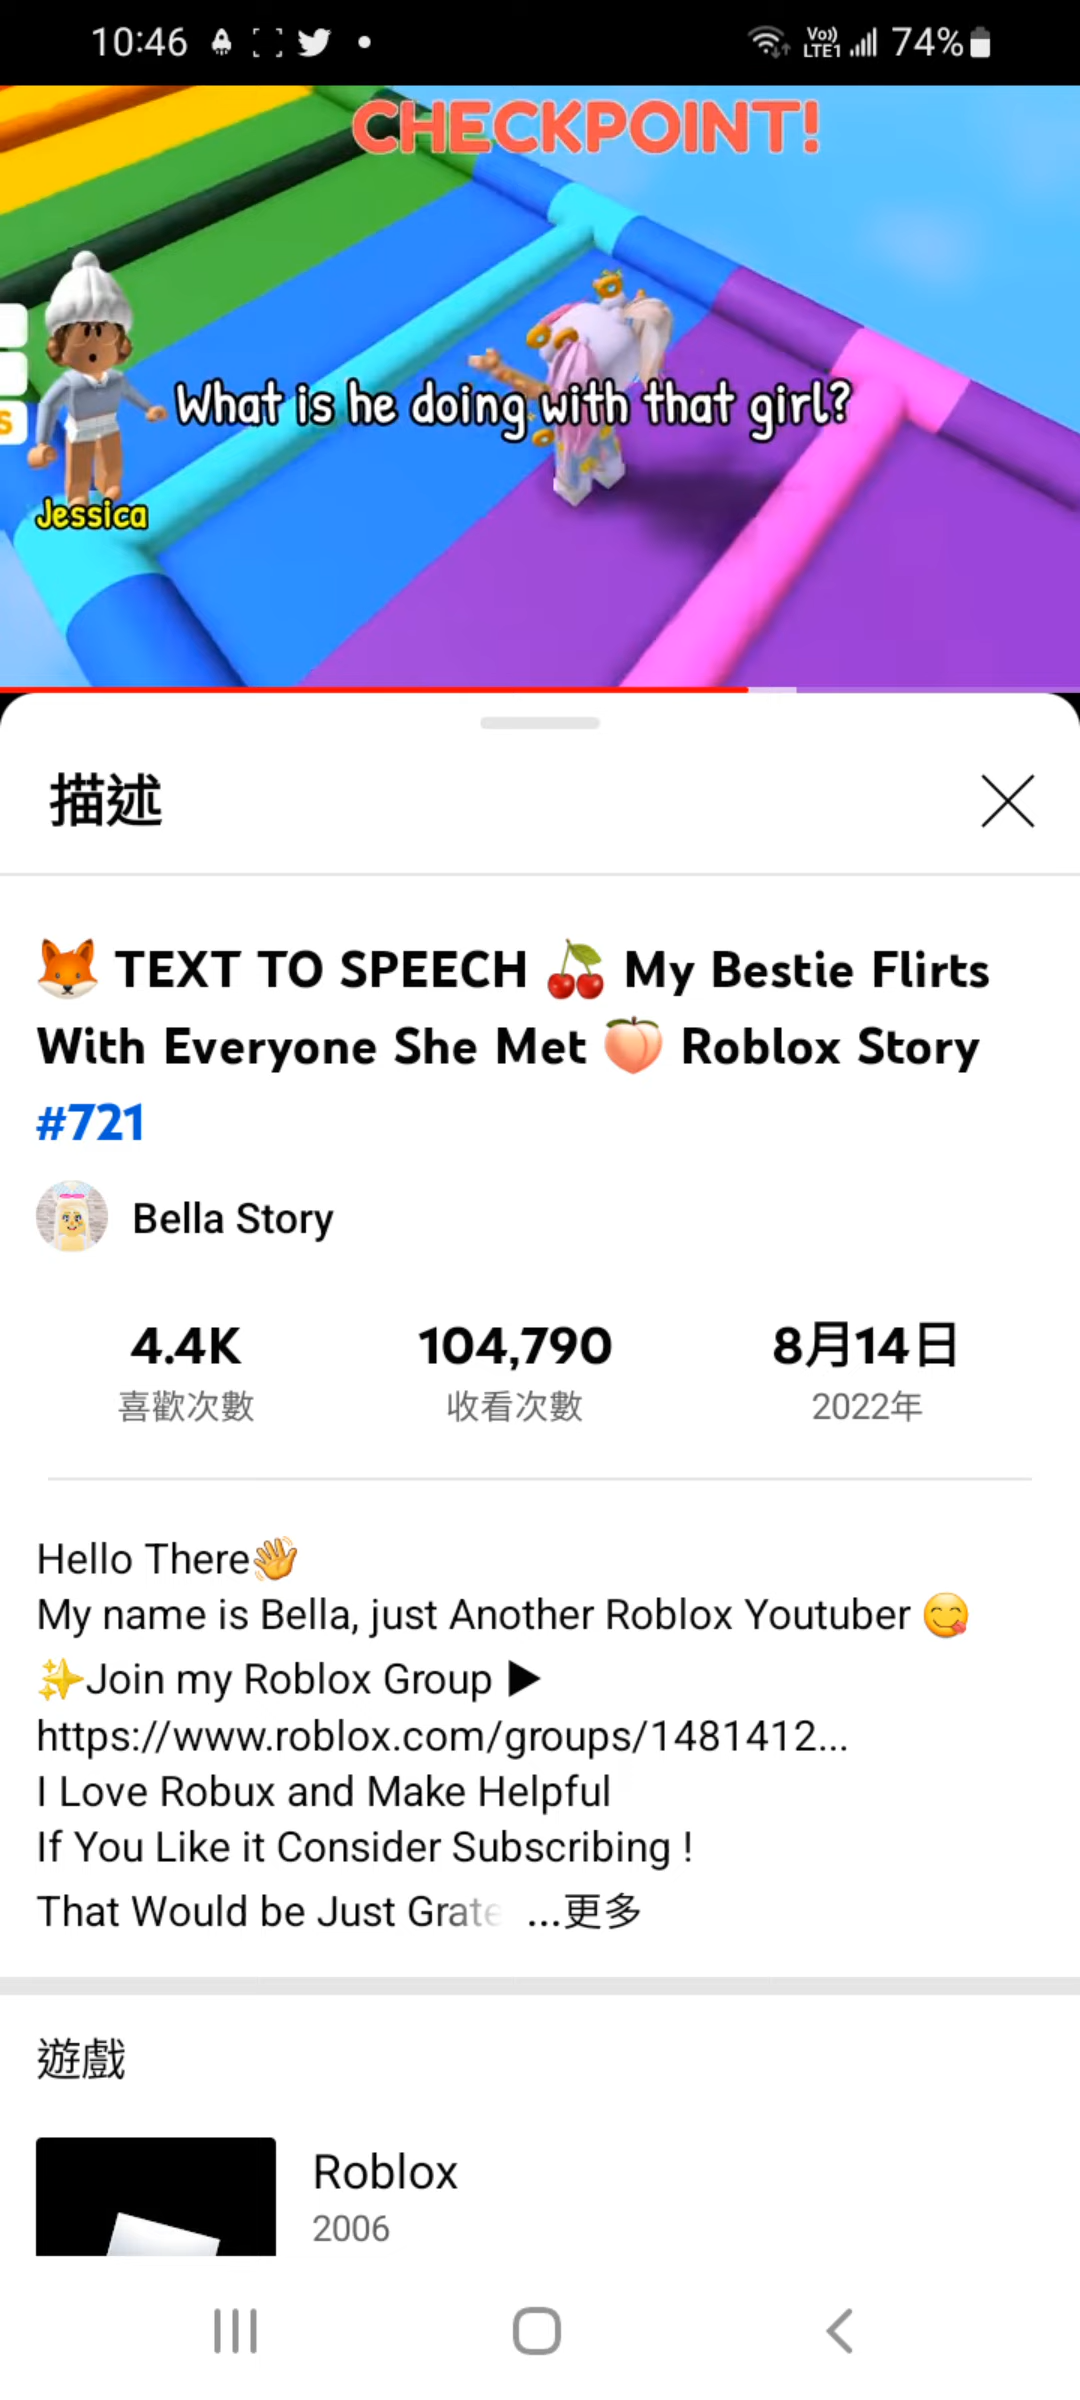 10:46
Vo))
LTE1
74%
CHECKPOINT!
S
What is he doing with that girl?
Jessica
描述
🦊 TEXT TO SPEECH 🍒 My Bestie Flirts
With Everyone She Met 🍑 Roblox Story
#721
Bella Story
4.4K 104,790 8月14日
喜歡次數 收看次數 2022年
Hello There👋
My name is Bella, just Another Roblox Youtuber 😋
✨Join my Roblox Group ▶
https://www.roblox.com/groups/1481412...
I Love Robux and Make Helpful
If You Like it Consider Subscribing !
That Would be Just Grate ...更多
遊戲
Roblox
2006